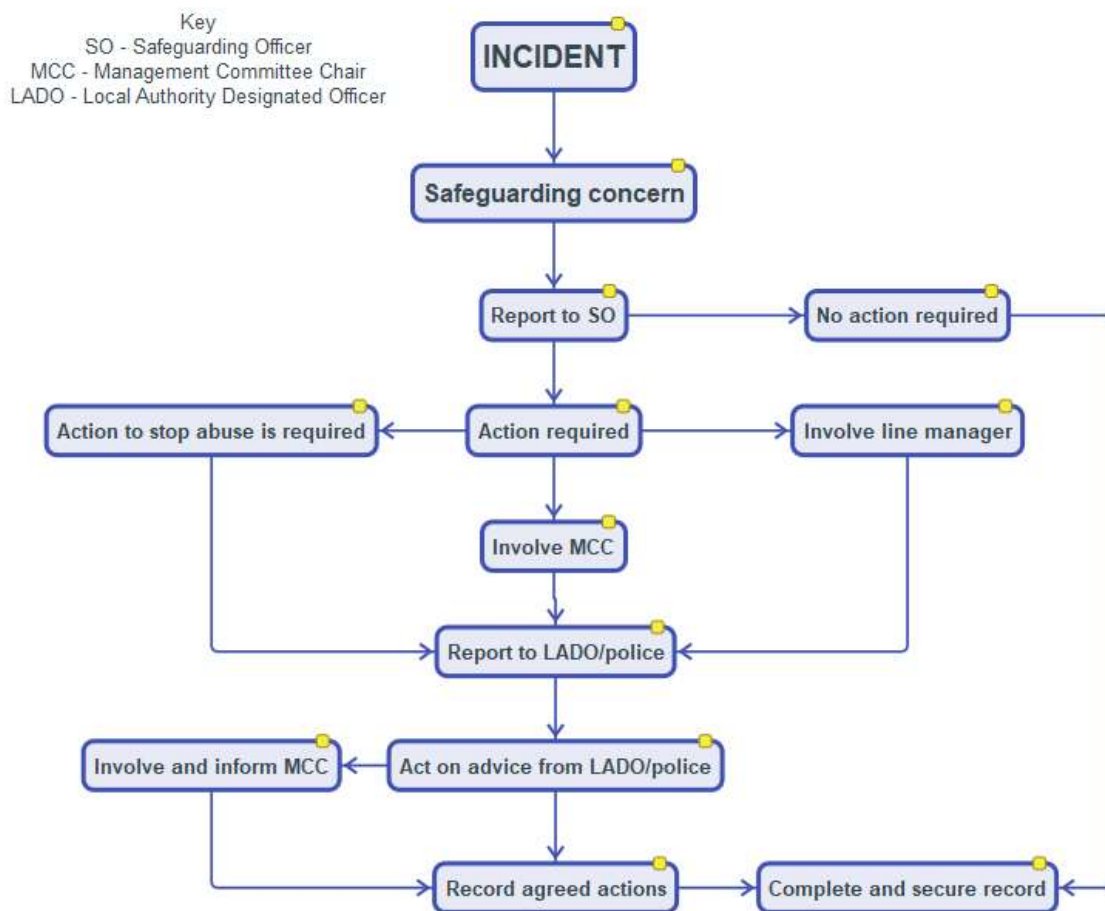 Key
SO - Safeguarding Officer
MCC - Management Committee Chair
LADO - Local Authority Designated Officer
INCIDENT
Safeguarding concern
Report to SO
No action required
Action to stop abuse is required
Action required
Involve line manager
Involve MCC
Report to LADO/police
Involve and inform MCC
Act on advice from LADO/police
Record agreed actions
Complete and secure record